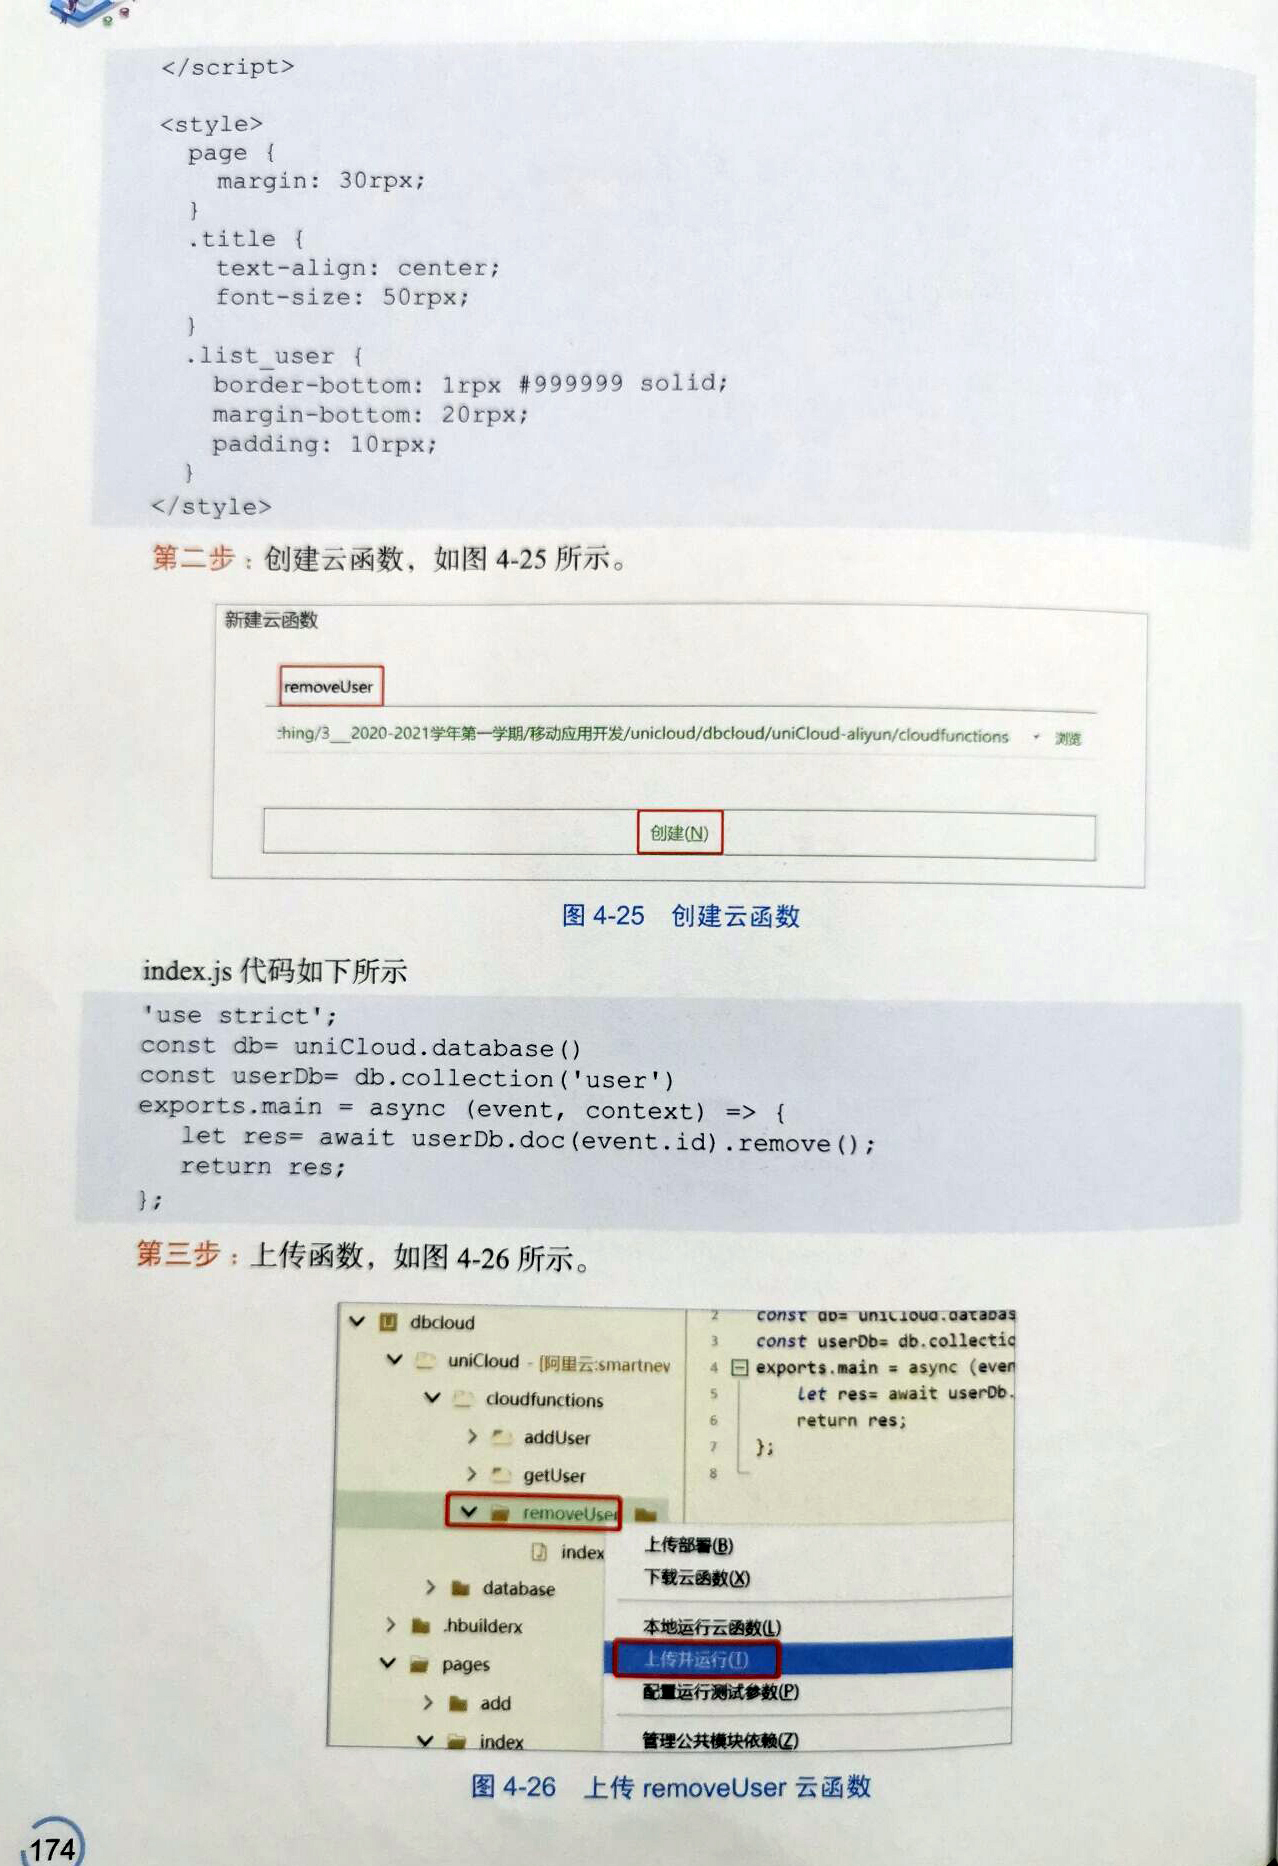 </script>
<style>
page {
margin: 30rpx;
}
.title {
text-align: center;
font-size: 50rpx;
}
.list_user {
border-bottom: 1rpx #999999 solid;
margin-bottom: 20rpx;
padding: 10rpx;
}
</style>
第二步：创建云函数，如图 4-25 所示。
新建云函数
removeUser
:hing/3__2020-2021学年第一学期/移动应用开发/unicloud/dbcloud/uniCloud-aliyun/cloudfunctions 浏览
创建(N)
图 4-25 创建云函数
index.js 代码如下所示
'use strict';
const db= uniCloud.database()
const userDb= db.collection('user')
exports.main = async (event, context) => {
let res= await userDb.doc(event.id).remove();
return res;
};
第三步：上传函数，如图 4-26 所示。
dbcloud
uniCloud - [阿里云:smartnev
cloudfunctions
addUser
getUser
removeUser
index
database
.hbuilderx
pages
add
index
2 const db= uniCloud.databas
3 const userDb= db.collectio
4 exports.main = async (even
5 let res= await userDb.
6 return res;
7 };
8
上传部署(B)
下载云函数(X)
本地运行云函数(L)
上传并运行(T)
配置运行测试参数(P)
管理公共模块依赖(Z)
图 4-26 上传 removeUser 云函数
174